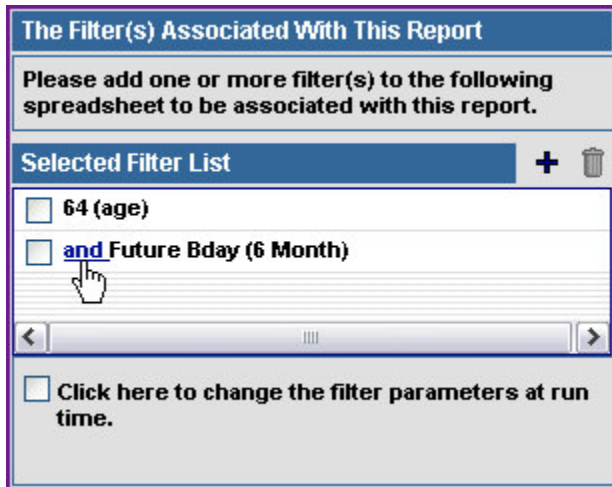 The Filter(s) Associated With This Report
Please add one or more filter(s) to the following
spreadsheet to be associated with this report.
Selected Filter List
64 (age)
and Future Bday (6 Month)
Click here to change the filter parameters at run
time.